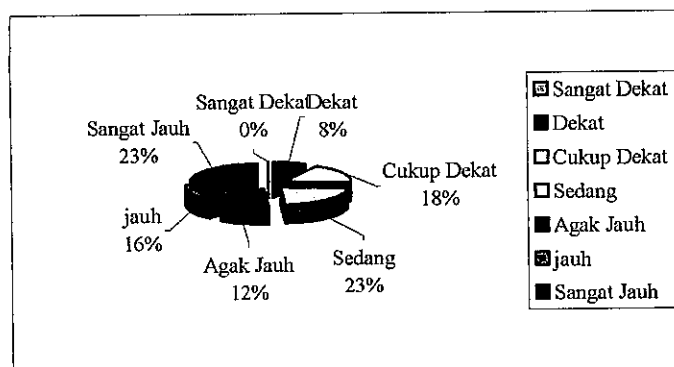 Sangat Dekat
0%
Dekat
8%
Cukup Dekat
18%
Sedang
23%
Agak Jauh
12%
jauh
16%
Sangat Jauh
23%
Sangat Dekat
Dekat
Cukup Dekat
Sedang
Agak Jauh
jauh
Sangat Jauh